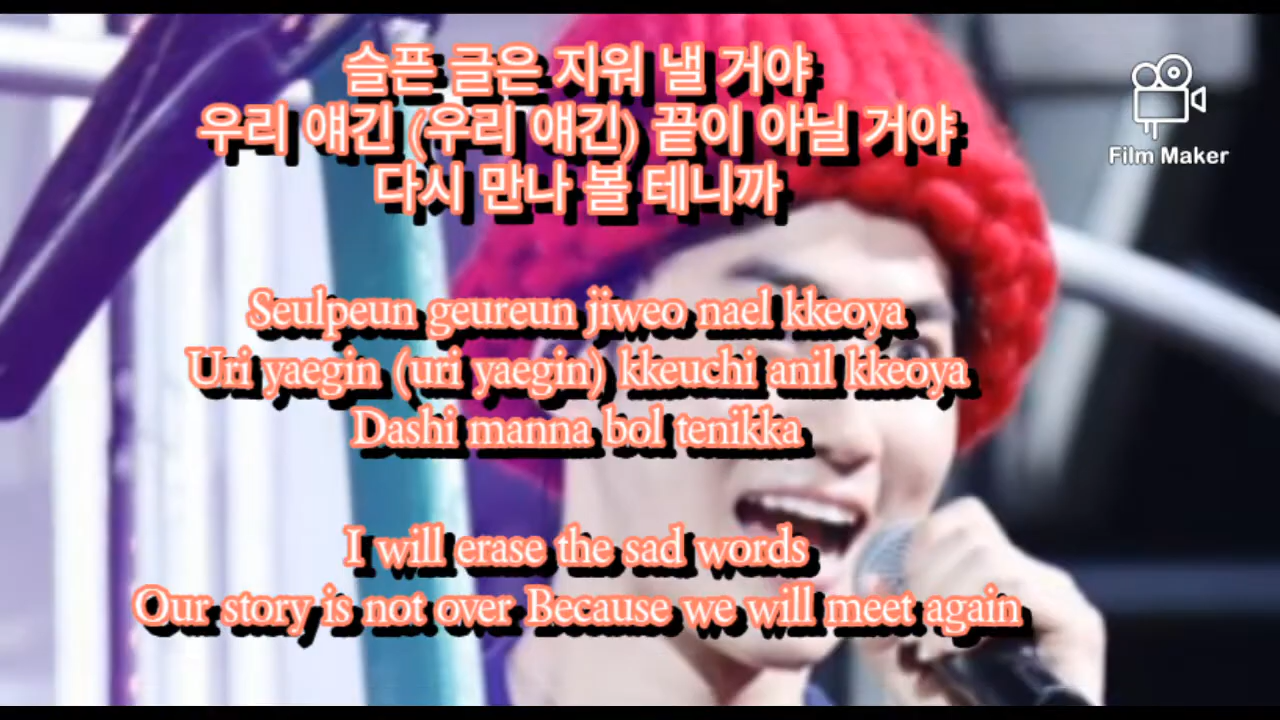 슬픈 글은 지워 낼 거야
우리 얘긴 (우리 얘긴) 끝이 아닐 거야
다시 만나 볼 테니까
Seulpeun geureun jiweo nael kkeoya
Uri yaegin (uri yaegin) kkeuchi anil kkeoya
Dashi manna bol tenikka
I will erase the sad words
Our story is not over Because we will meet again
Film Maker